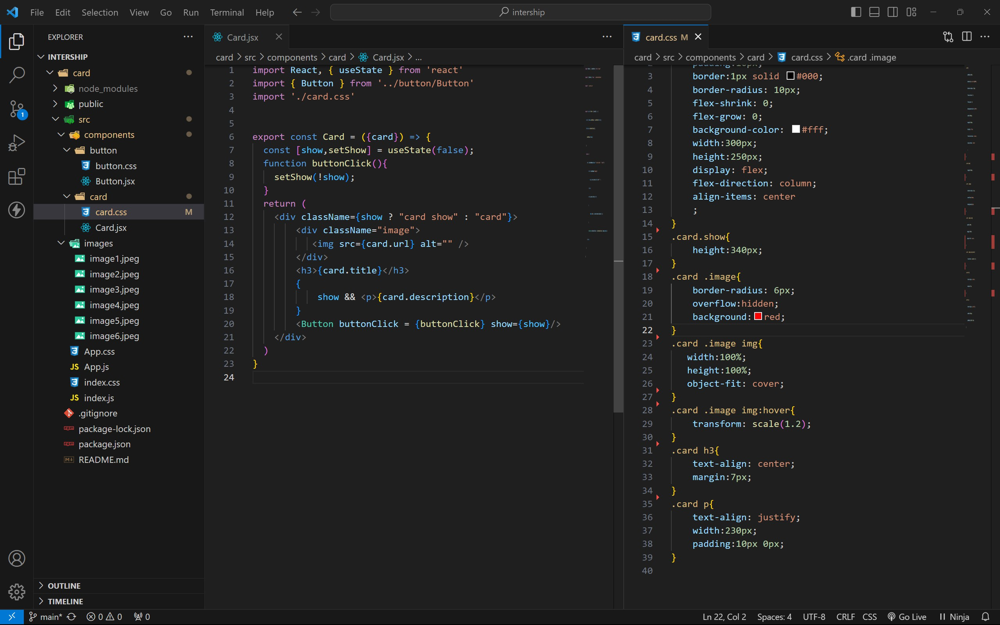 File Edit Selection View Go Run Terminal Help
intership
EXPLORER
INTERSHIP
card
node_modules
public
src
components
button
button.css
Button.jsx
card
card.css M
Card.jsx
images
image1.jpeg
image2.jpeg
image3.jpeg
image4.jpeg
image5.jpeg
image6.jpeg
App.css
JS App.js
index.css
JS index.js
.gitignore
package-lock.json
package.json
README.md
OUTLINE
TIMELINE
Card.jsx
card > src > components > card > Card.jsx > ...
1 import React, { useState } from 'react'
2 import { Button } from '../button/Button'
3 import './card.css'
4
5
6 export const Card = ({card}) => {
7 const [show,setShow] = useState(false);
8 function buttonClick(){
9 setShow(!show);
10 }
11 return (
12 <div className={show ? "card show" : "card"}>
13 <div className="image">
14 <img src={card.url} alt="" />
15 </div>
16 <h3>{card.title}</h3>
17 {
18 show && <p>{card.description}</p>
19 }
20 <Button buttonClick = {buttonClick} show={show}/>
21 </div>
22 )
23 }
24
card.css M
card > src > components > card > card.css > .card .image
3 border:1px solid #000;
4 border-radius: 10px;
5 flex-shrink: 0;
6 flex-grow: 0;
7 background-color: #fff;
8 width:300px;
9 height:250px;
10 display: flex;
11 flex-direction: column;
12 align-items: center
13 ;
14 }
15 .card.show{
16 height:340px;
17 }
18 .card .image{
19 border-radius: 6px;
20 overflow:hidden;
21 background: red;
22 }
23 .card .image img{
24 width:100%;
25 height:100%;
26 object-fit: cover;
27 }
28 .card .image img:hover{
29 transform: scale(1.2);
30 }
31 .card h3{
32 text-align: center;
33 margin:7px;
34 }
35 .card p{
36 text-align: justify;
37 width:230px;
38 padding:10px 0px;
39 }
40
main* 0 0 0 Ln 22, Col 2 Spaces: 4 UTF-8 CRLF CSS Go Live Ninja